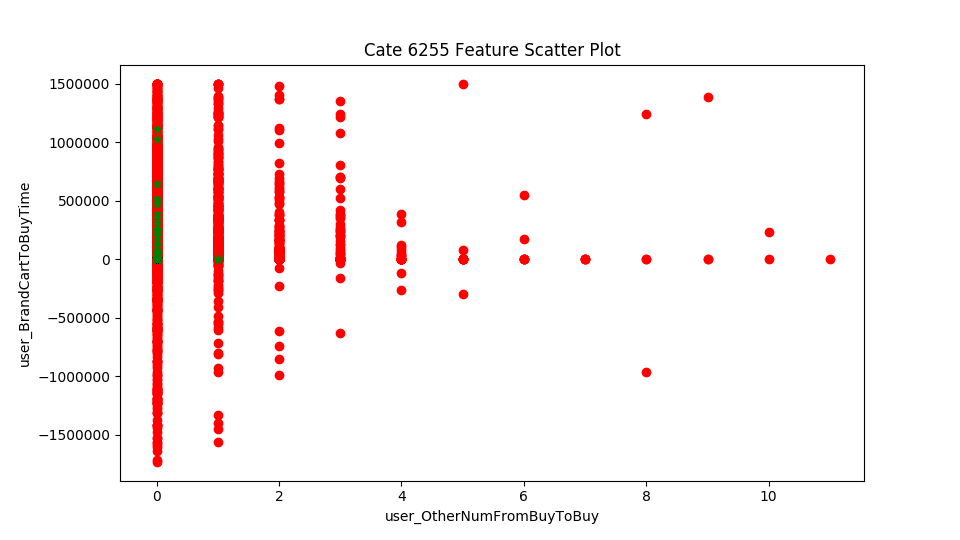 Cate 6255 Feature Scatter Plot
1500000
1000000
500000
0
−500000
−1000000
−1500000
user_BrandCartToBuyTime
0 2 4 6 8 10
user_OtherNumFromBuyToBuy